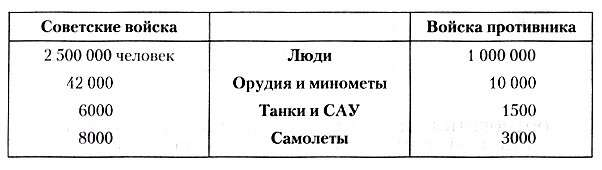 Советские войска Войска противника
2 500 000 человек Люди 1 000 000
42 000 Орудия и минометы 10 000
6000 Танки и САУ 1500
8000 Самолеты 3000